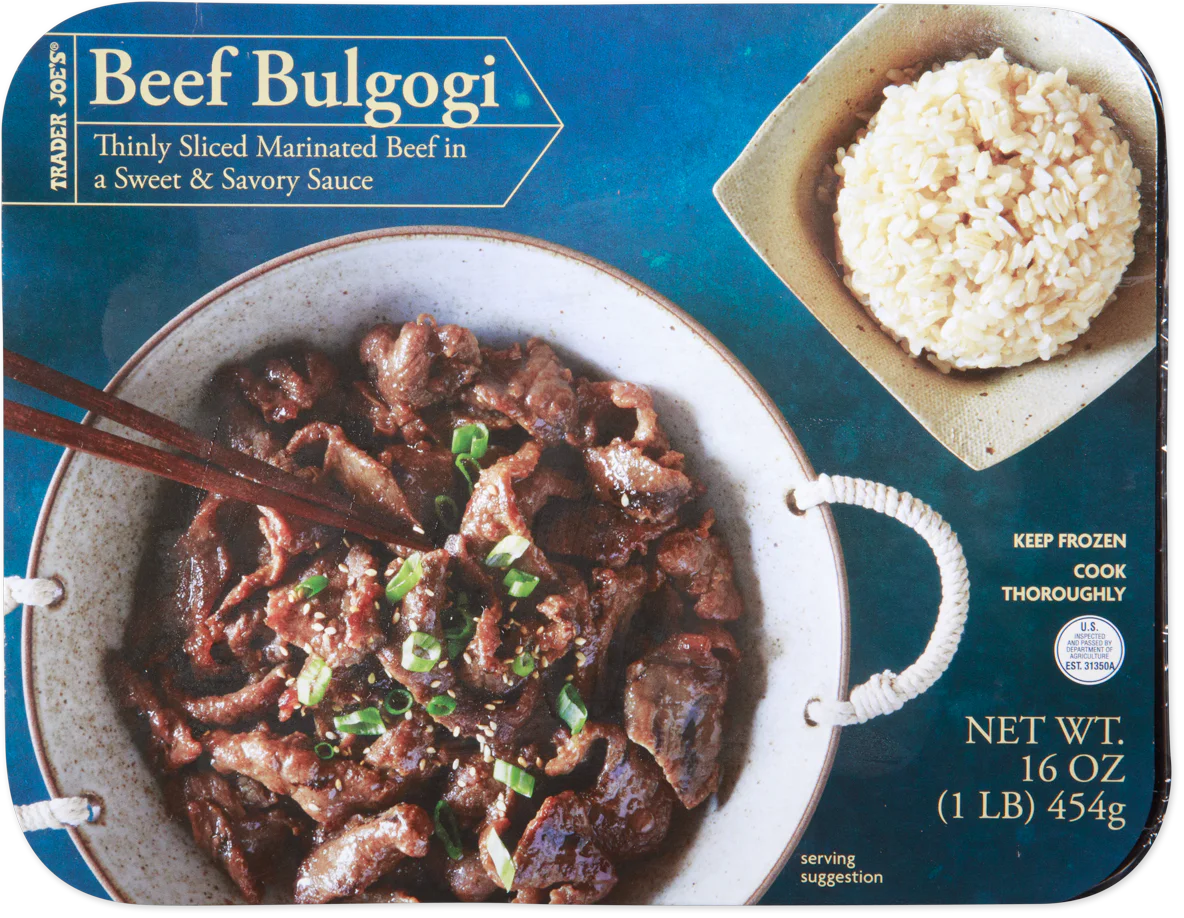 TRADER JOE'S®
Beef Bulgogi
Thinly Sliced Marinated Beef in
a Sweet & Savory Sauce
KEEP FROZEN
COOK
THOROUGHLY
U.S.
INSPECTED
AND PASSED BY
DEPARTMENT OF
AGRICULTURE
EST. 31350A
NET WT.
16 OZ
(1 LB) 454g
serving
suggestion